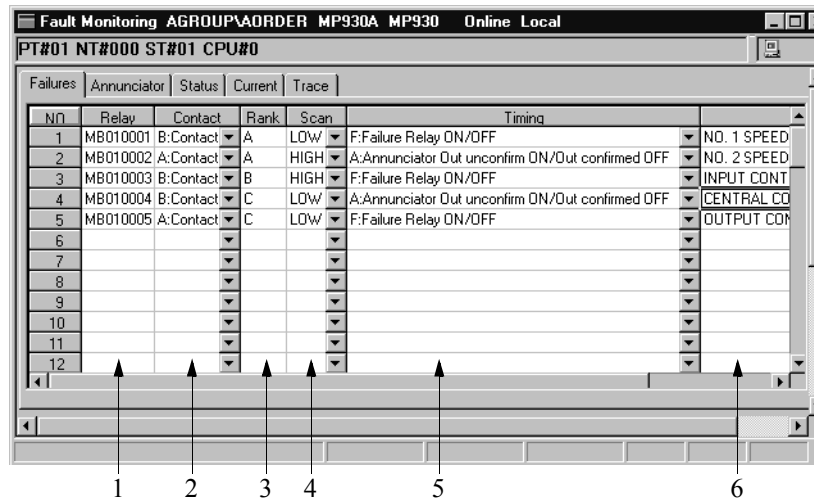 Fault Monitoring AGROUP\AORDER MP930A MP930 Online Local
PT#01 NT#000 ST#01 CPU#0
Failures Annunciator Status Current Trace
NO Relay Contact Rank Scan Timing
1 MB010001 B:Contact A LOW F:Failure Relay ON/OFF NO. 1 SPEED
2 MB010002 A:Contact A HIGH A:Annunciator Out unconfirm ON/Out confirmed OFF NO. 2 SPEED
3 MB010003 B:Contact B HIGH F:Failure Relay ON/OFF INPUT CONT
4 MB010004 B:Contact C LOW A:Annunciator Out unconfirm ON/Out confirmed OFF CENTRAL CO
5 MB010005 A:Contact C LOW F:Failure Relay ON/OFF OUTPUT CON
6
7
8
9
10
11
12
1 2 3 4 5 6